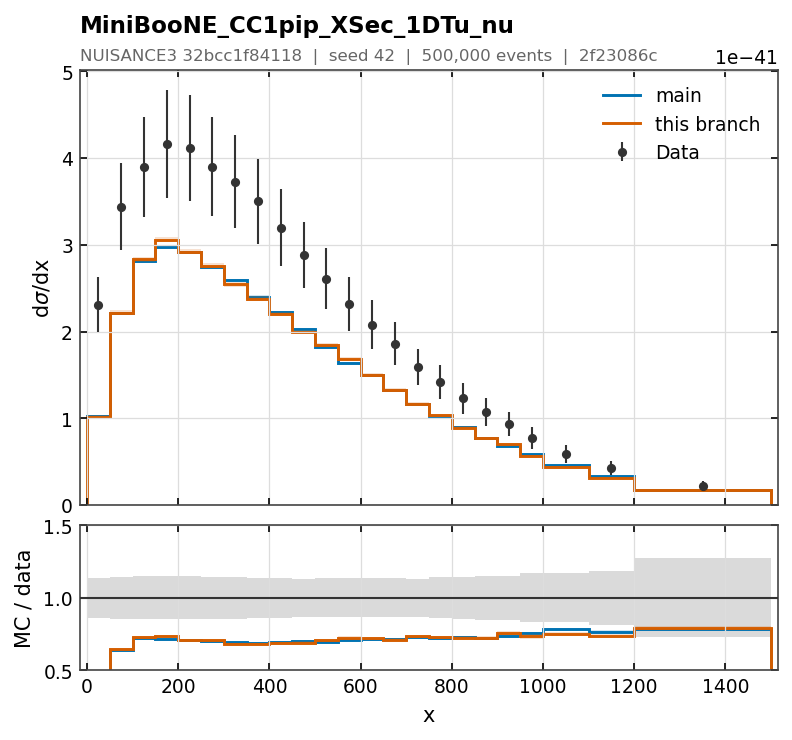 MiniBooNE_CC1pip_XSec_1DTu_nu
NUISANCE3 32bcc1f84118 | seed 42 | 500,000 events | 2f23086c
1e−41
main
this branch
Data
5
4
3
2
1
0
dσ/dx
1.5
1.0
0.5
MC / data
0 200 400 600 800 1000 1200 1400
x